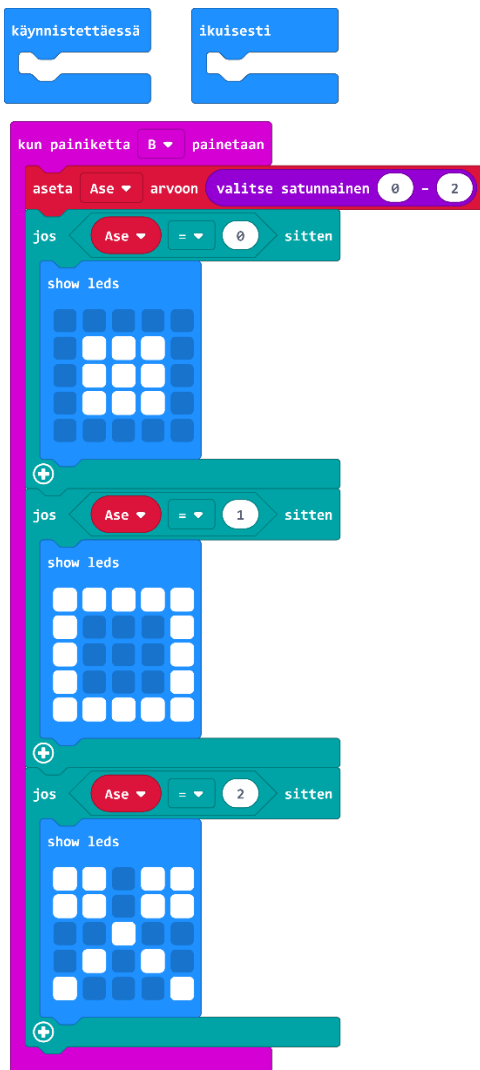 käynnistettäessä
ikuisesti
kun painiketta B painetaan
aseta Ase arvoon valitse satunnainen 0 - 2
jos Ase = 0 sitten
show leds
jos Ase = 1 sitten
show leds
jos Ase = 2 sitten
show leds